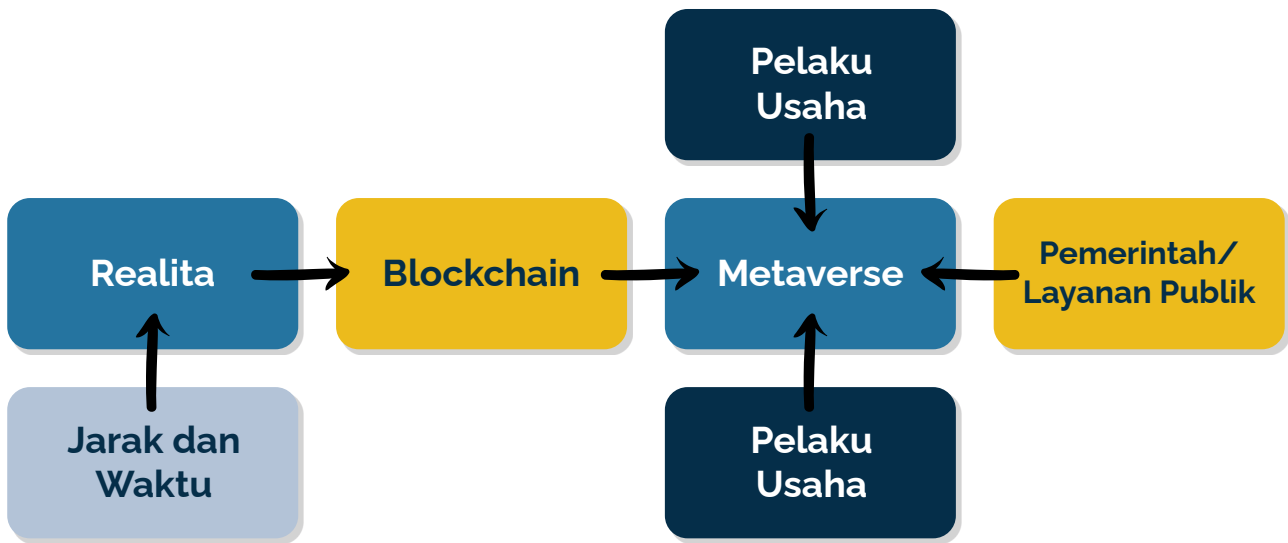 Pelaku
Usaha
Realita
Blockchain
Metaverse
Pemerintah/
Layanan Publik
Jarak dan
Waktu
Pelaku
Usaha